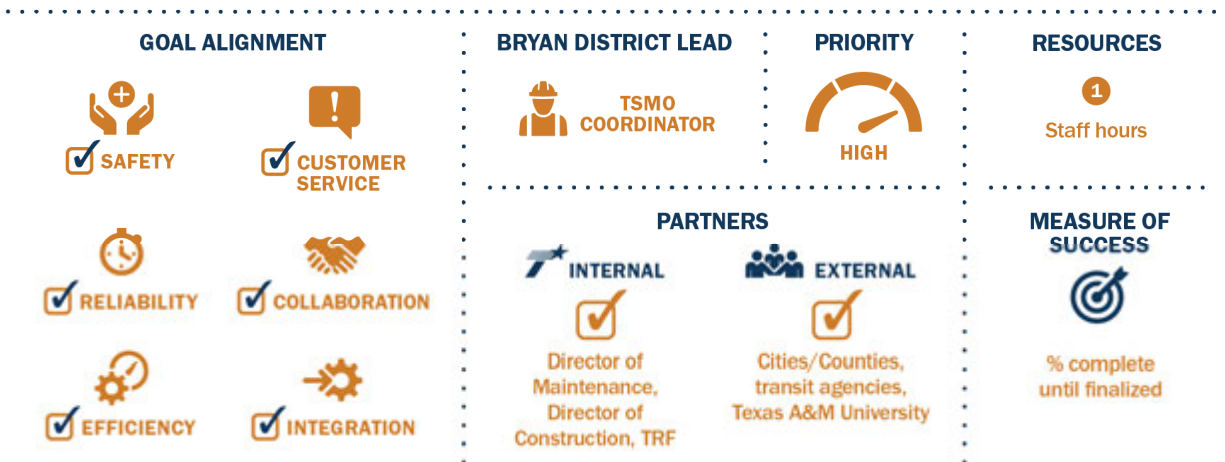 GOAL ALIGNMENT
SAFETY
CUSTOMER
SERVICE
RELIABILITY
COLLABORATION
EFFICIENCY
INTEGRATION
BRYAN DISTRICT LEAD
TSMO
COORDINATOR
PRIORITY
HIGH
PARTNERS
INTERNAL
Director of
Maintenance,
Director of
Construction, TRF
EXTERNAL
Cities/Counties,
transit agencies,
Texas A&M University
RESOURCES
1
Staff hours
MEASURE OF
SUCCESS
% complete
until finalized